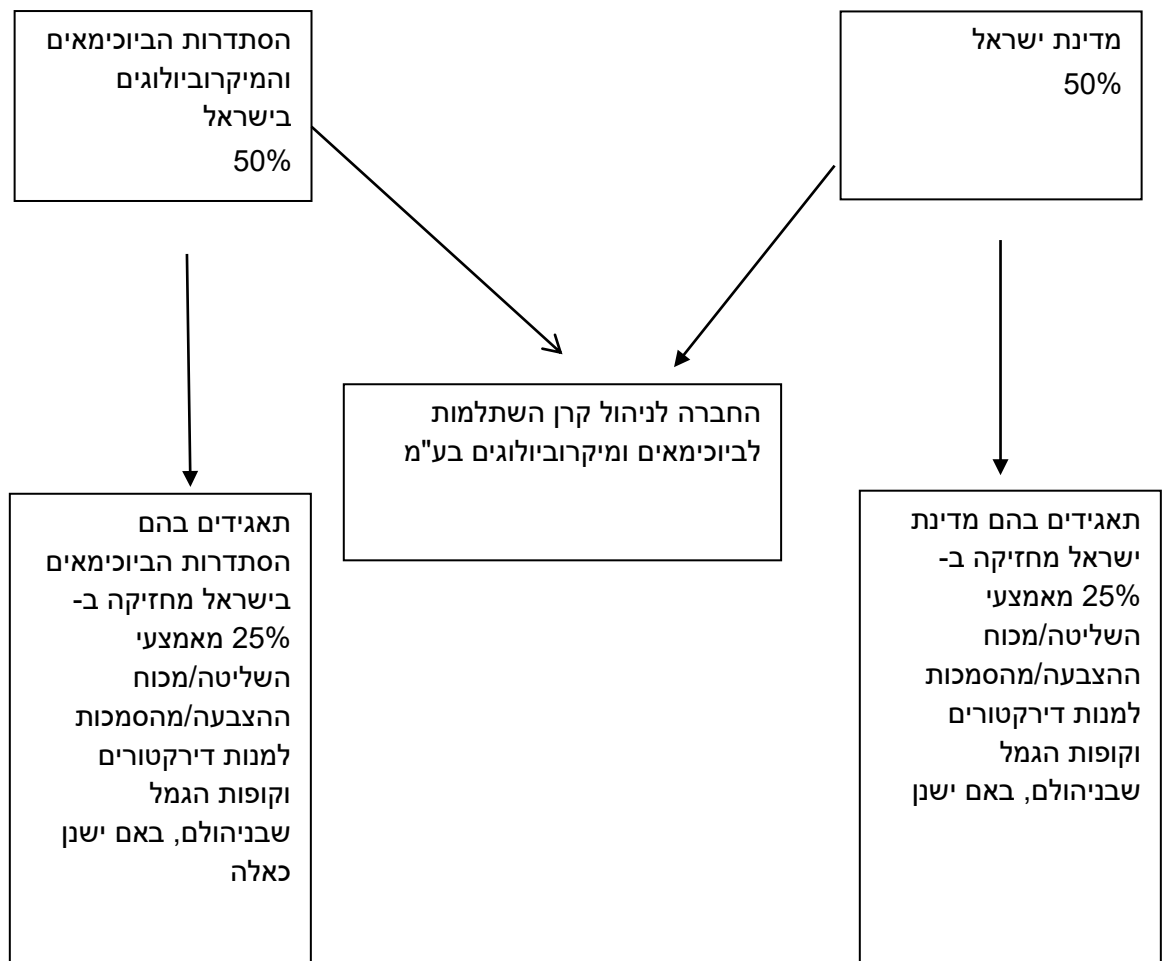 מדינת ישראל
50%
הסתדרות הביוכימאים
והמיקרוביולוגים
בישראל
50%
החברה לניהול קרן השתלמות
לביוכימאים ומיקרוביולוגים בע"מ
תאגידים בהם מדינת
ישראל מחזיקה ב-
25% מאמצעי
השליטה/מכוח
ההצבעה/מהסמכות
למנות דירקטורים
וקופות הגמל
שבניהולם, באם ישנן
תאגידים בהם
הסתדרות הביוכימאים
בישראל מחזיקה ב-
25% מאמצעי
השליטה/מכוח
ההצבעה/מהסמכות
למנות דירקטורים
וקופות הגמל
שבניהולם, באם ישנן
כאלה